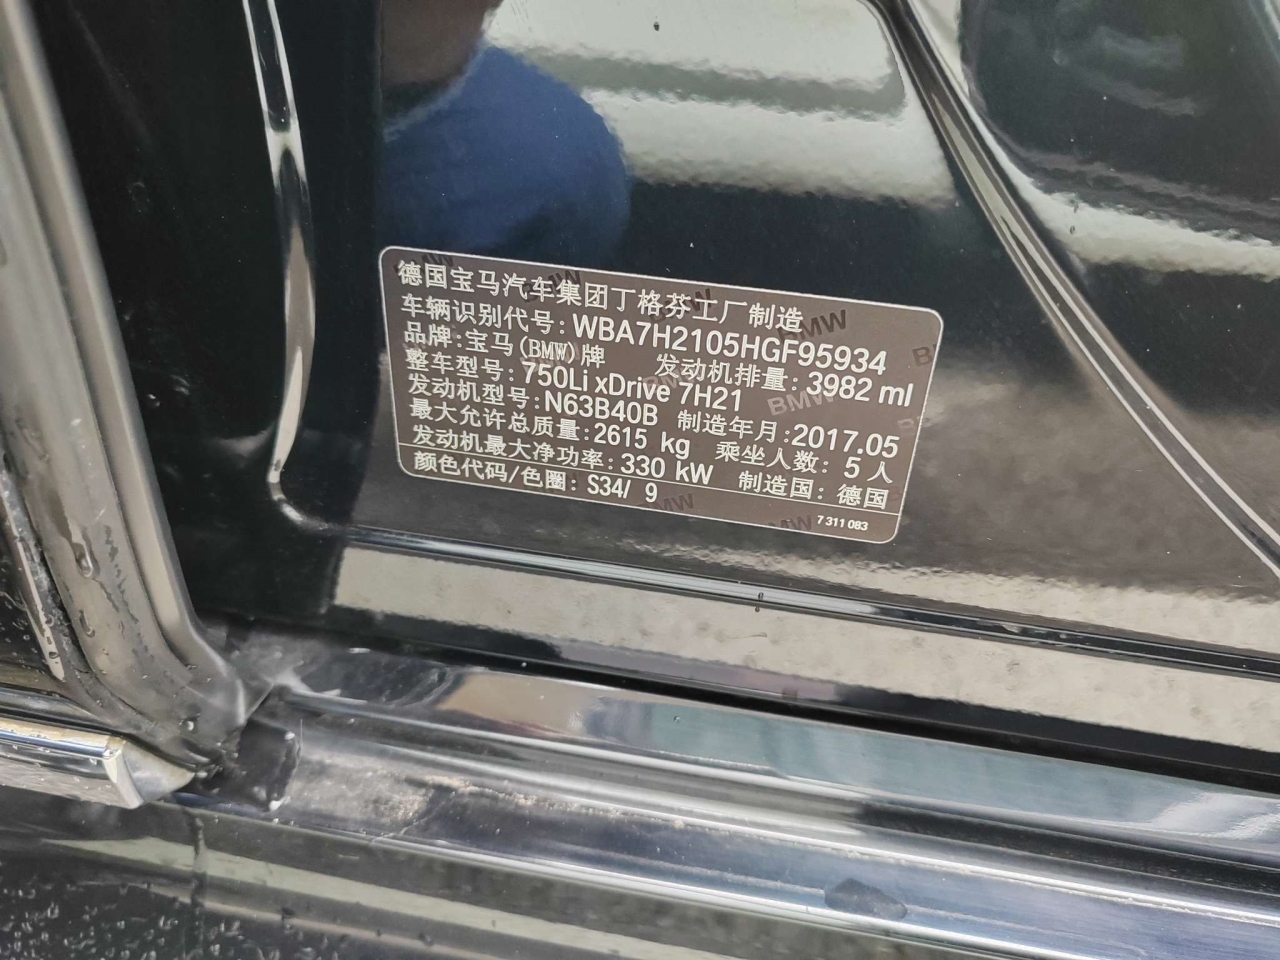 德国宝马汽车集团丁格芬工厂制造
车辆识别代号: WBA7H2105HGF95934
品牌: 宝马(BMW)牌 发动机排量: 3982 ml
整车型号: 750Li xDrive 7H21
发动机型号: N63B40B 制造年月: 2017.05
最大允许总质量: 2615 kg 乘坐人数: 5人
发动机最大净功率: 330 kW 制造国: 德国
颜色代码/色圈: S34/ 9
7 311 083